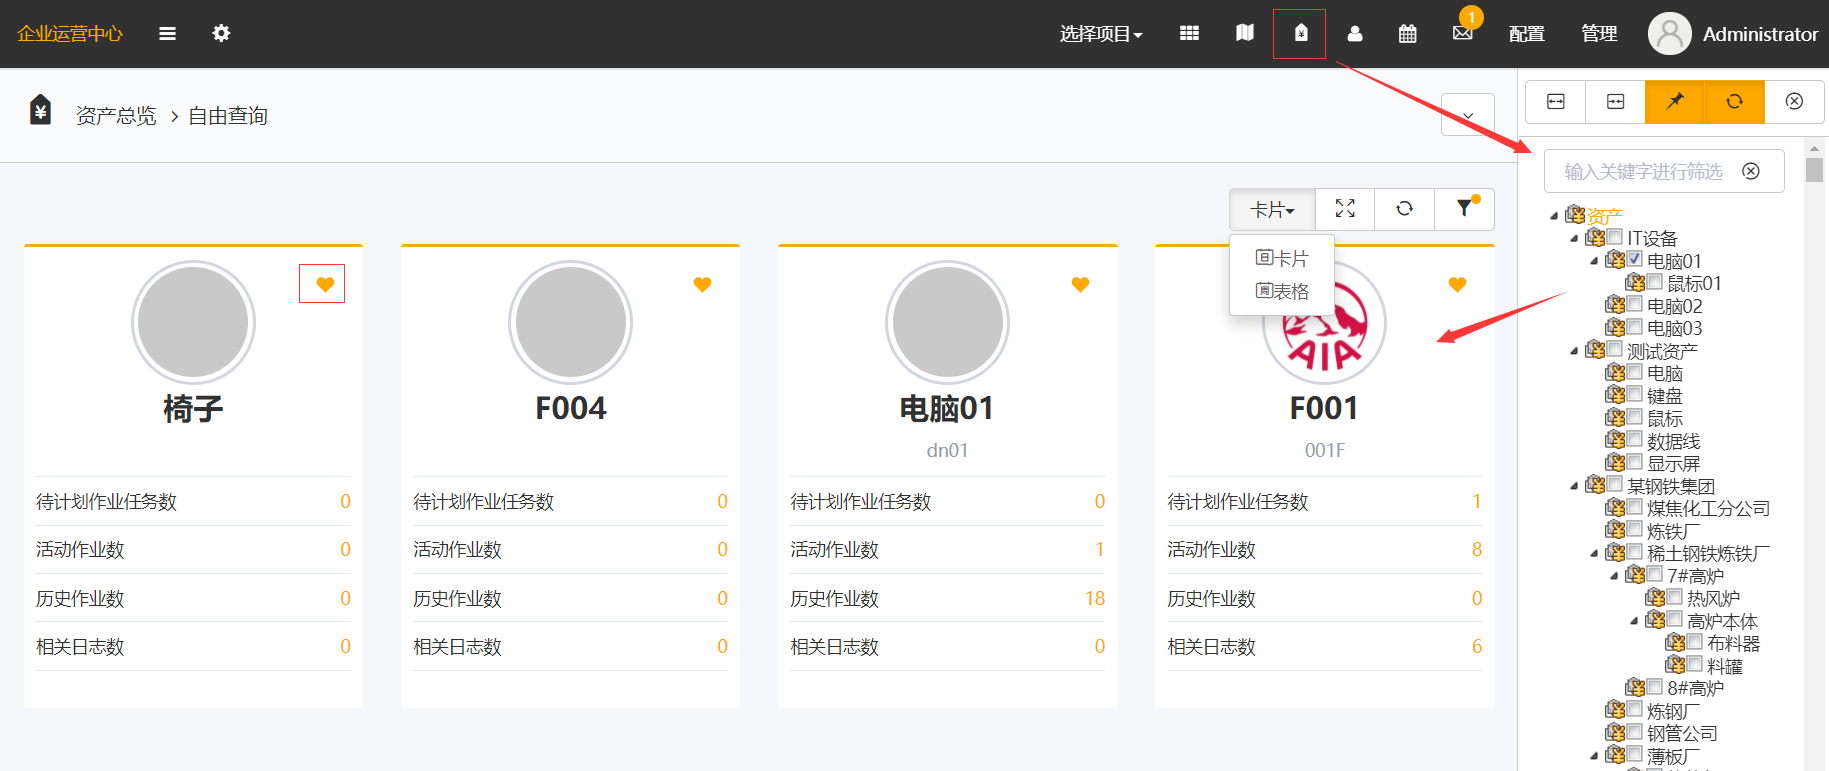 企业运营中心
选择项目
1
配置
管理
Administrator
资产总览
自由查询
输入关键字进行筛选
卡片
卡片
表格
椅子
待计划作业任务数 0
活动作业数 0
历史作业数 0
相关日志数 0
F004
待计划作业任务数 0
活动作业数 0
历史作业数 0
相关日志数 0
电脑01
dn01
待计划作业任务数 0
活动作业数 1
历史作业数 18
相关日志数 0
AIA
F001
001F
待计划作业任务数 1
活动作业数 8
历史作业数 0
相关日志数 6
资产
IT设备
电脑01
鼠标01
电脑02
电脑03
测试资产
电脑
键盘
鼠标
数据线
显示屏
某钢铁集团
煤焦化工分公司
炼铁厂
稀土钢铁炼铁厂
7#高炉
热风炉
高炉本体
布料器
料罐
8#高炉
炼钢厂
钢管公司
薄板厂